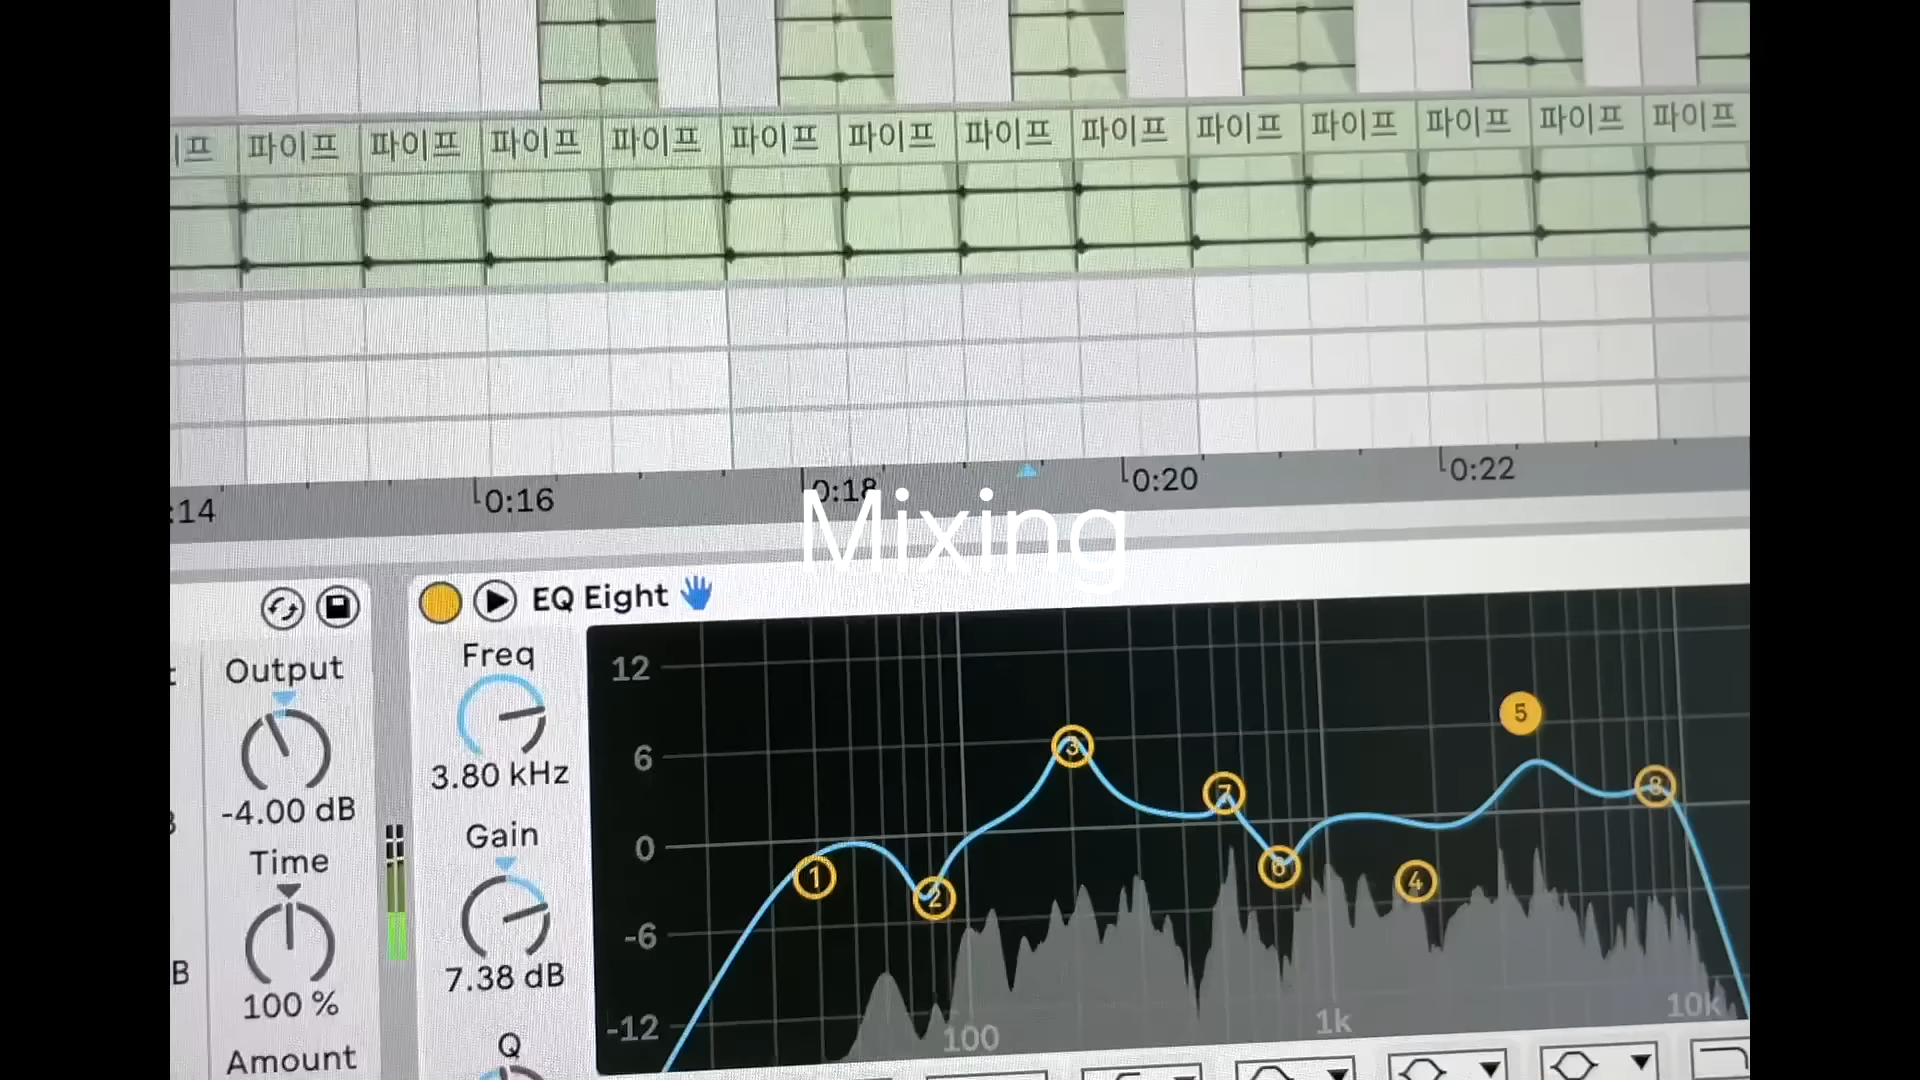 이프 파이프 파이프 파이프 파이프 파이프 파이프 파이프 파이프 파이프 파이프 파이프 파이프 파이프
:14 0:16 0:18 0:20 0:22
Mixing
EQ Eight
Output
-4.00 dB
Time
100 %
Amount
B
Freq
3.80 kHz
Gain
7.38 dB
Q
12
6
0
-6
-12
1 2 3 7 6 4 5 8
100 1k 10k